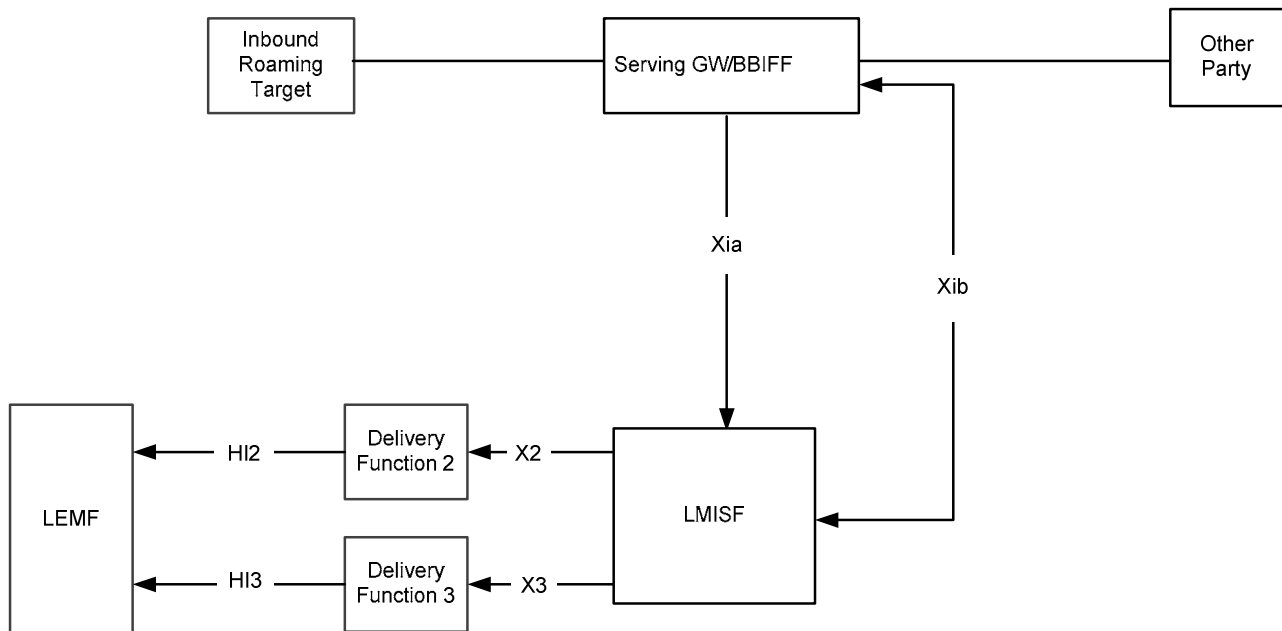 Inbound
Roaming
Target
Serving GW/BBIFF
Other
Party
Xia
Xib
LEMF
HI2
Delivery
Function 2
X2
LMISF
HI3
Delivery
Function 3
X3